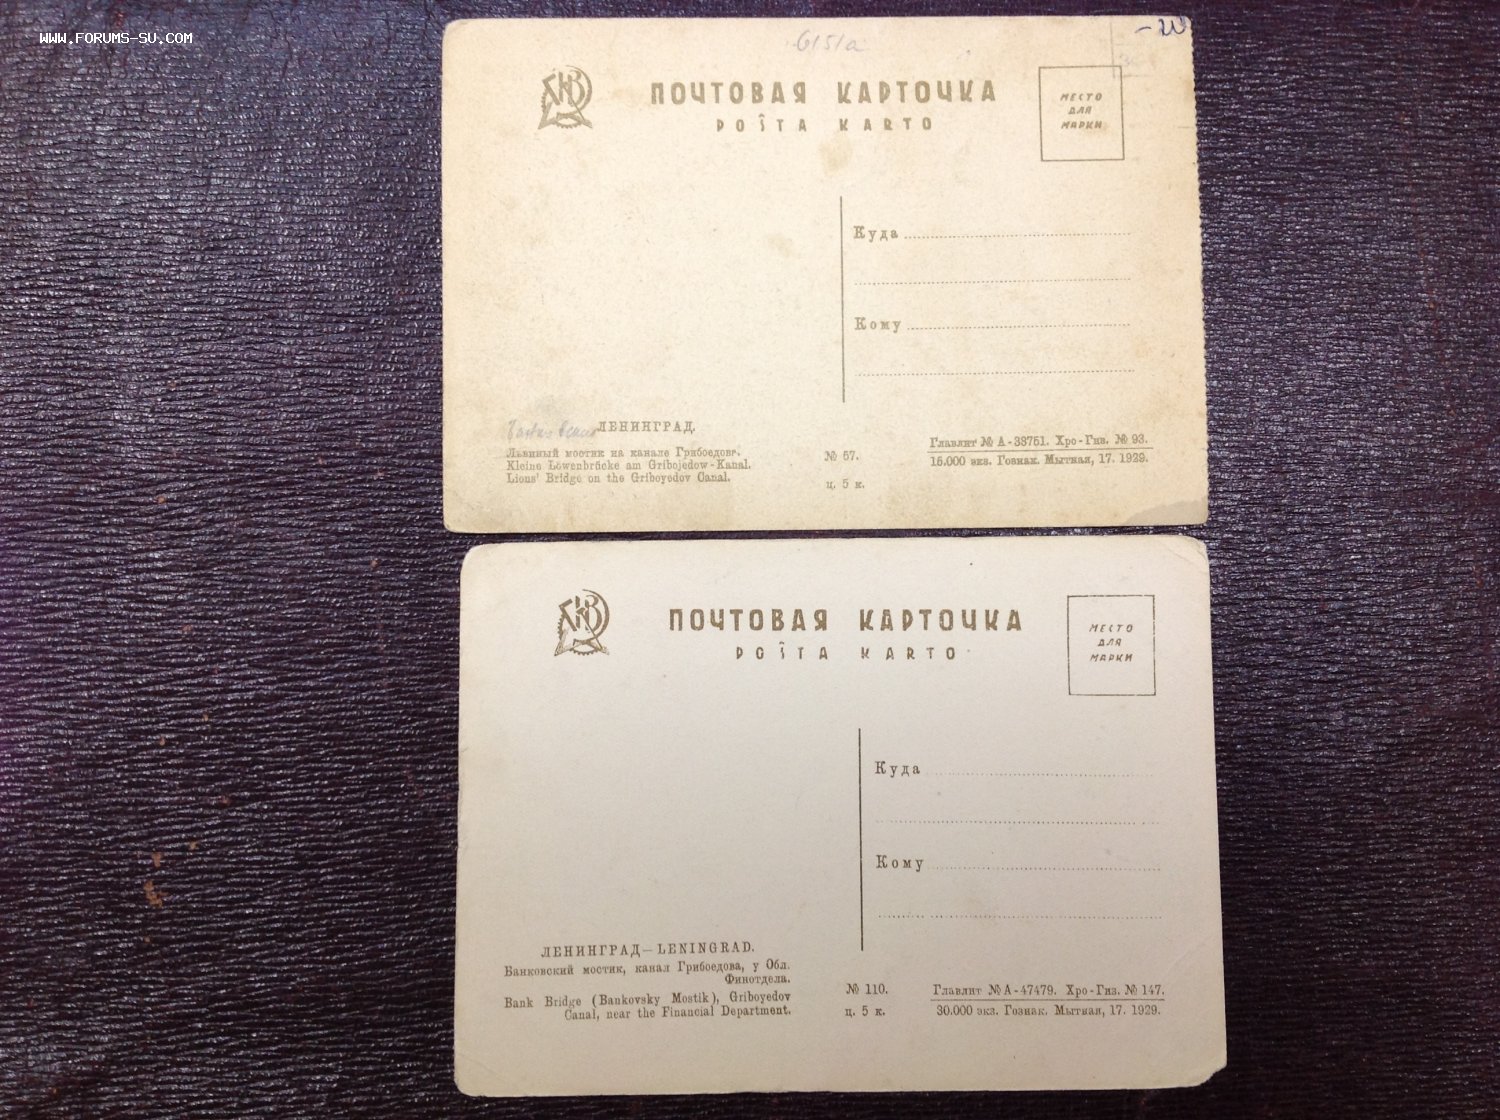 WWW.FORUMS-SU.COM
ПОЧТОВАЯ КАРТОЧКА
POŜTA KARTO
МЕСТО
ДЛЯ
МАРКИ
Куда
Кому
ЛЕНИНГРАД.
Львиный мостик на канале Грибоедова.
Kleine Löwenbrücke am Gribojedow-Kanal.
Lions' Bridge on the Griboyedov Canal.
№ 57.
ц. 5 к.
Главлит № А-33751. Хро-Гиз. № 93.
15.000 экз. Гознак. Мытная, 17. 1929.
ПОЧТОВАЯ КАРТОЧКА
POŜTA KARTO
МЕСТО
ДЛЯ
МАРКИ
Куда
Кому
ЛЕНИНГРАД—LENINGRAD.
Банковский мостик, канал Грибоедова, у Обл.
Финотдела.
Bank Bridge (Bankovsky Mostik), Griboyedov
Canal, near the Financial Department.
№ 110.
ц. 5 к.
Главлит № А-47479. Хро-Гиз. № 147.
30.000 экз. Гознак. Мытная, 17. 1929.